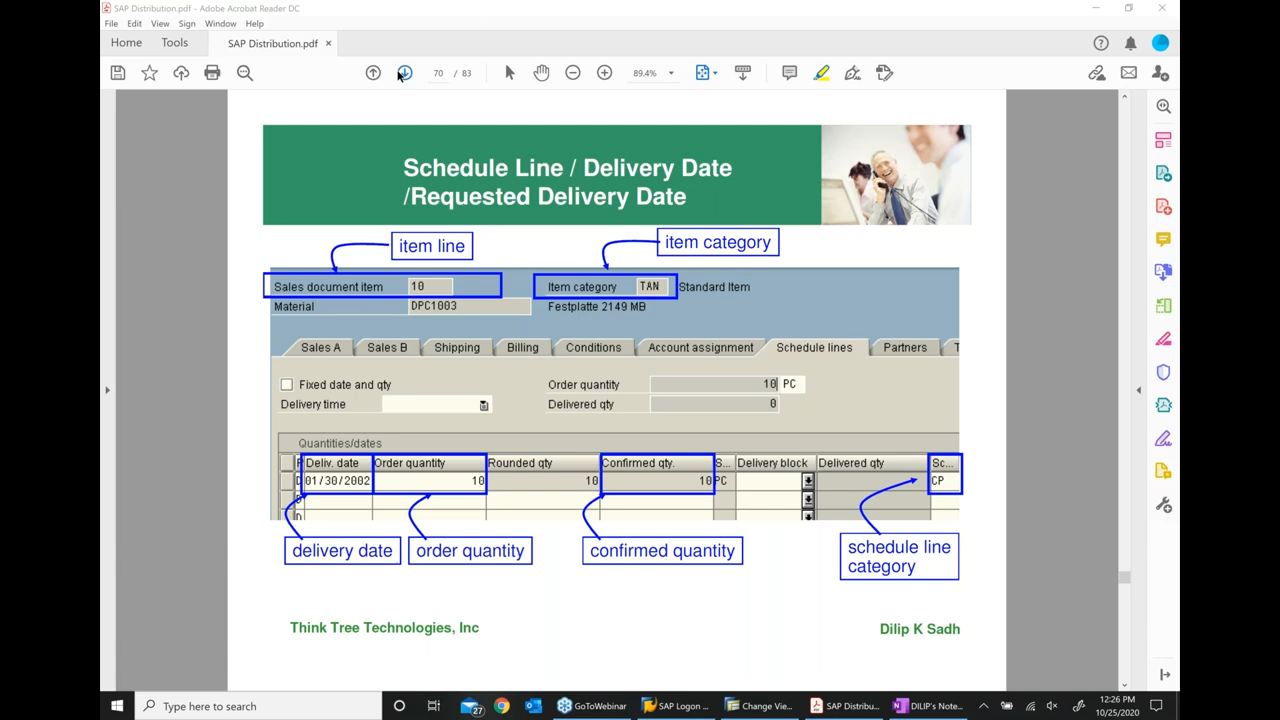 SAP Distribution.pdf - Adobe Acrobat Reader DC
File Edit View Sign Window Help
Home Tools SAP Distribution.pdf ×
70 / 83 89.4%
Schedule Line / Delivery Date
/Requested Delivery Date
item line
item category
Sales document item 10 Item category TAN Standard Item
Material DPC1003 Festplatte 2149 MB
Sales A Sales B Shipping Billing Conditions Account assignment Schedule lines Partners T
Fixed date and qty Order quantity 10 PC
Delivery time Delivered qty 0
Quantities/dates
P Deliv. date Order quantity Rounded qty Confirmed qty. S... Delivery block Delivered qty Sc...
D 01/30/2002 10 10 10 PC CP
D
D
delivery date
order quantity
confirmed quantity
schedule line
category
Think Tree Technologies, Inc
Dilip K Sadh
Type here to search 27 GoToWebinar SAP Logon ... Change Vie... SAP Distribu... DILIP's Note... 12:26 PM
10/25/2020